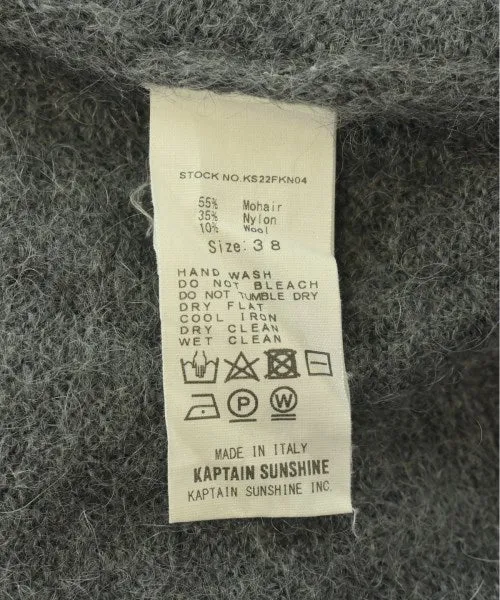 STOCK NO.KS22FKN04
55% Mohair
35% Nylon
10% Wool
Size: 38
HAND WASH
DO NOT BLEACH
DO NOT TUMBLE DRY
DRY FLAT
COOL IRON
DRY CLEAN
WET CLEAN
P W
MADE IN ITALY
KAPTAIN SUNSHINE
KAPTAIN SUNSHINE INC.